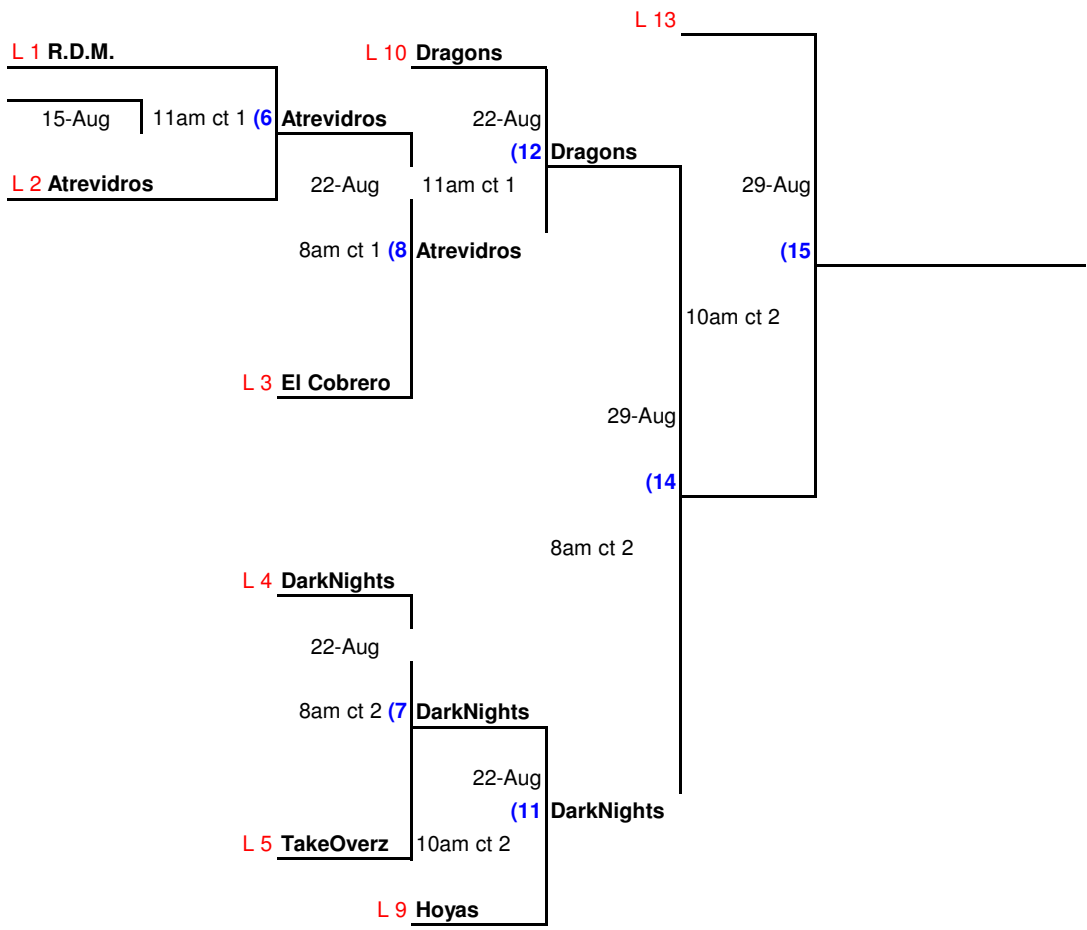 L 13
L 1 R.D.M.
L 10 Dragons
15-Aug 11am ct 1 (6 Atrevidros 22-Aug
(12 Dragons
L 2 Atrevidros 22-Aug 11am ct 1 29-Aug
8am ct 1 (8 Atrevidros (15
10am ct 2
L 3 El Cobrero
29-Aug
(14
8am ct 2
L 4 DarkNights
22-Aug
8am ct 2 (7 DarkNights
22-Aug
(11 DarkNights
L 5 TakeOverz 10am ct 2
L 9 Hoyas